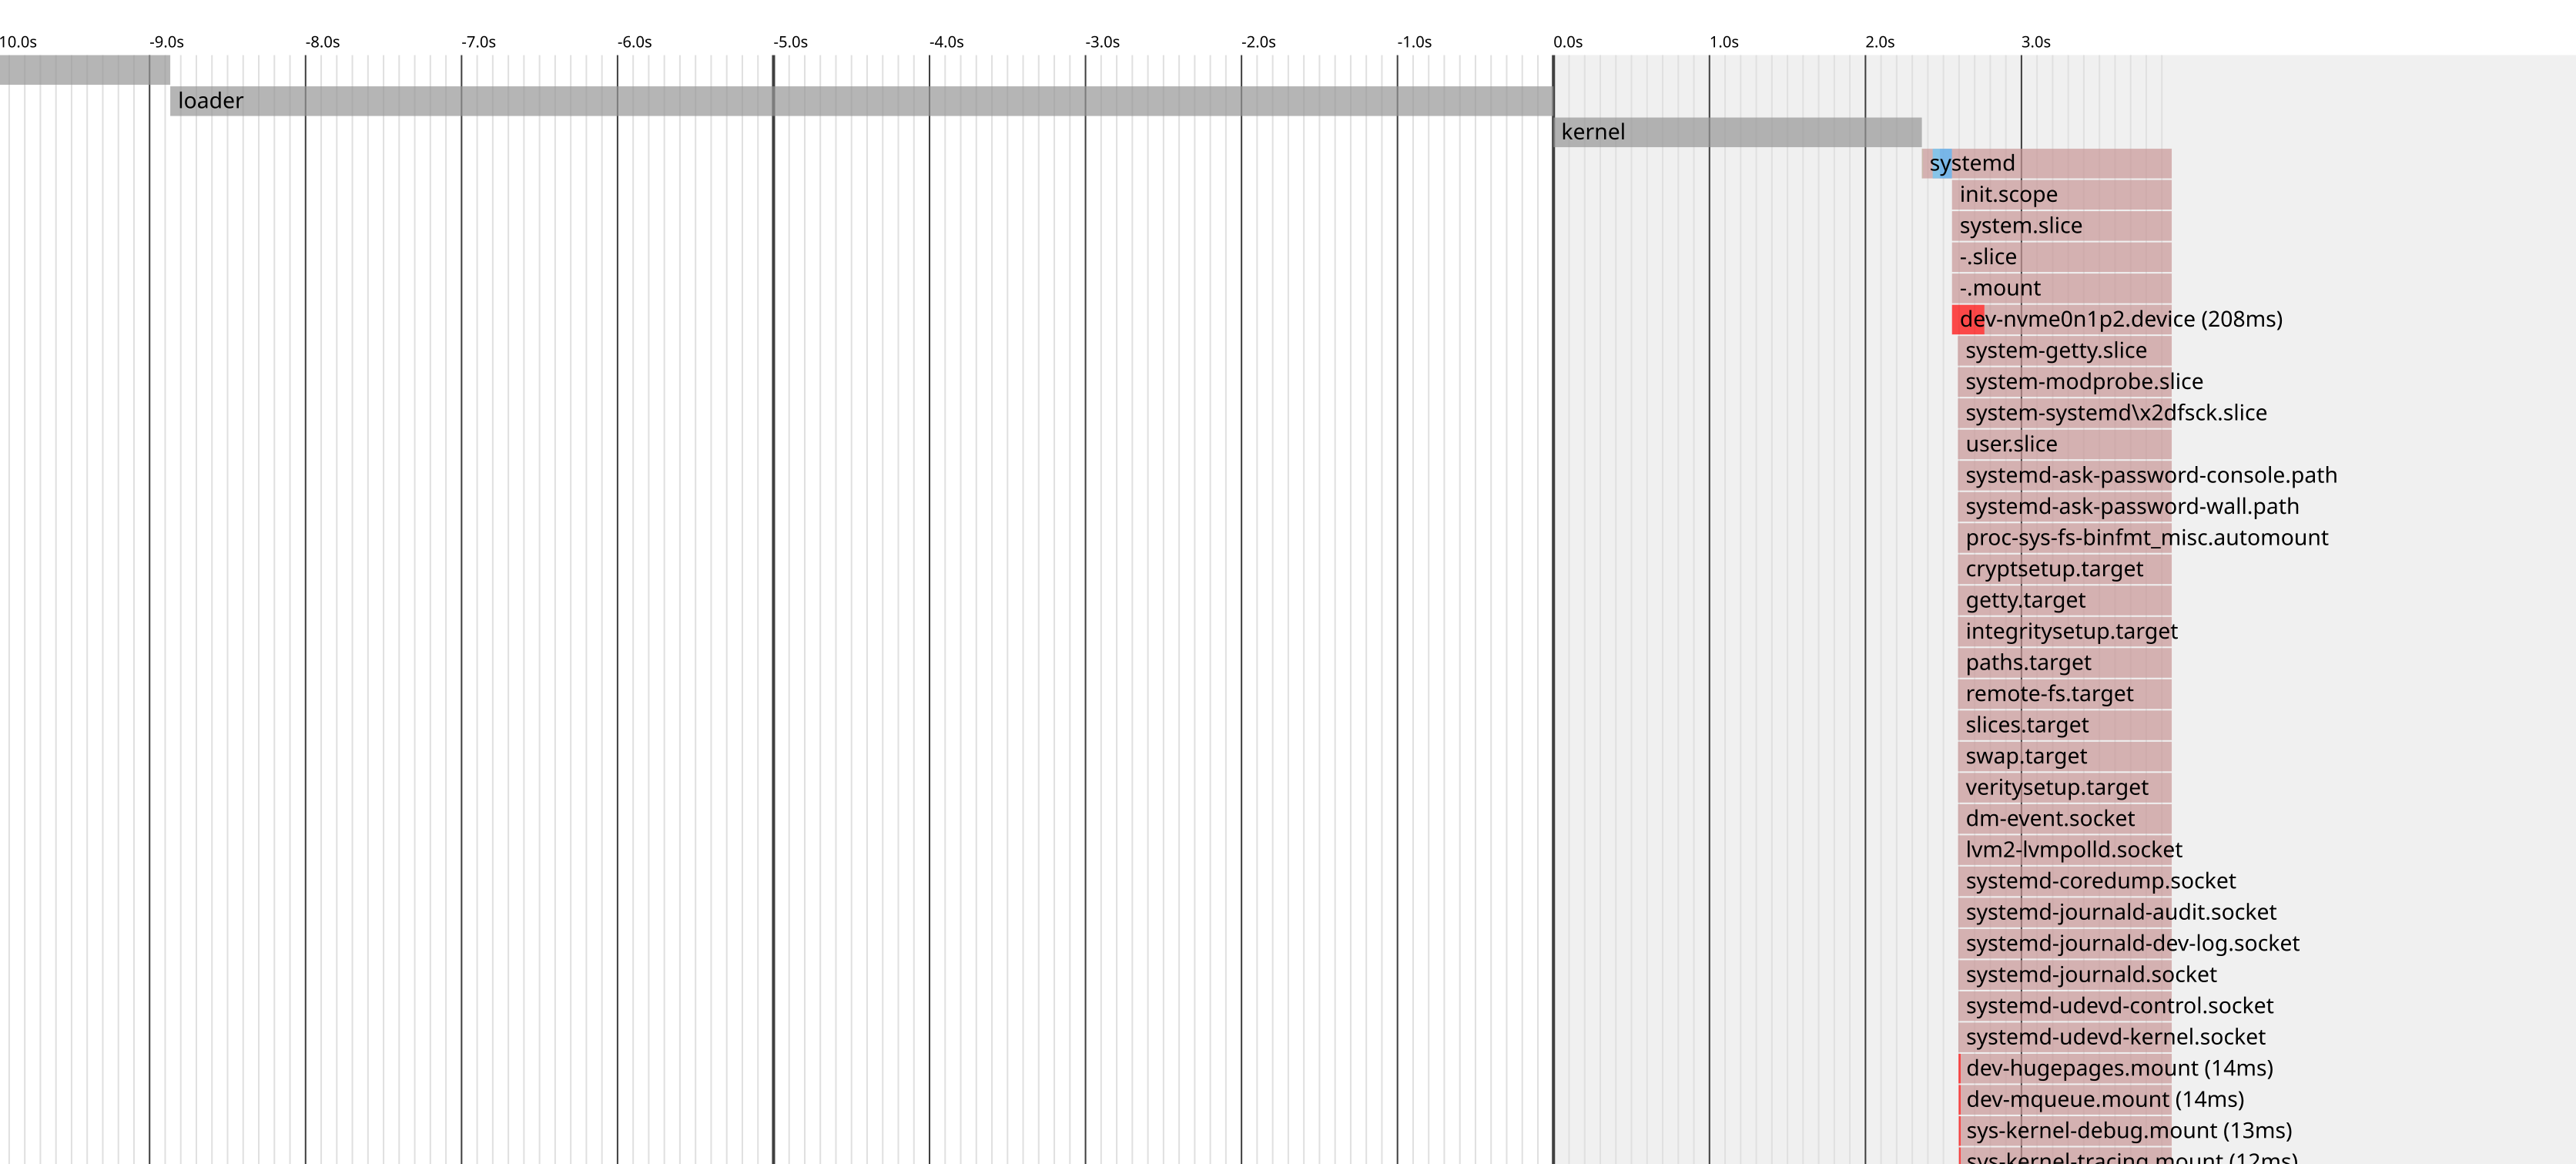 10.0s -9.0s -8.0s -7.0s -6.0s -5.0s -4.0s -3.0s -2.0s -1.0s 0.0s 1.0s 2.0s 3.0s
loader
kernel
systemd
init.scope
system.slice
-.slice
-.mount
dev-nvme0n1p2.device (208ms)
system-getty.slice
system-modprobe.slice
system-systemd\x2dfsck.slice
user.slice
systemd-ask-password-console.path
systemd-ask-password-wall.path
proc-sys-fs-binfmt_misc.automount
cryptsetup.target
getty.target
integritysetup.target
paths.target
remote-fs.target
slices.target
swap.target
veritysetup.target
dm-event.socket
lvm2-lvmpolld.socket
systemd-coredump.socket
systemd-journald-audit.socket
systemd-journald-dev-log.socket
systemd-journald.socket
systemd-udevd-control.socket
systemd-udevd-kernel.socket
dev-hugepages.mount (14ms)
dev-mqueue.mount (14ms)
sys-kernel-debug.mount (13ms)
sys-kernel-tracing.mount (12ms)